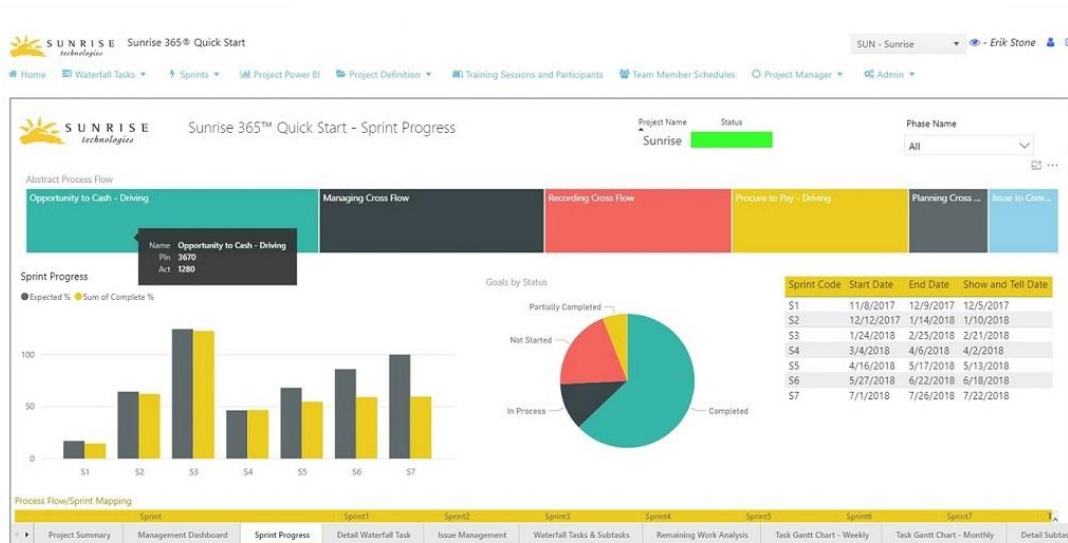 SUNRISE technologies Sunrise 365® Quick Start SUN - Sunrise - Erik Stone
Home Waterfall Tasks Sprints Project Power BI Project Definition Training Sessions and Participants Team Member Schedules Project Manager Admin
SUNRISE technologies Sunrise 365™ Quick Start - Sprint Progress
Project Name Status
Sunrise
Phase Name
All
Abstract Process Flow
Opportunity to Cash - Driving Managing Cross Flow Recording Cross Flow Procure to Pay - Driving Planning Cross ... Issue to Com...
Name Opportunity to Cash - Driving
Pln 3670
Act 1280
Sprint Progress
Expected % Sum of Complete %
100
50
0
S1 S2 S3 S4 S5 S6 S7
Goals by Status
Partially Completed
Not Started
In Process
Completed
Sprint Code Start Date End Date Show and Tell Date
S1 11/8/2017 12/9/2017 12/5/2017
S2 12/12/2017 1/14/2018 1/10/2018
S3 1/24/2018 2/25/2018 2/21/2018
S4 3/4/2018 4/6/2018 4/2/2018
S5 4/16/2018 5/17/2018 5/13/2018
S6 5/27/2018 6/22/2018 6/18/2018
S7 7/1/2018 7/26/2018 7/22/2018
Process Flow/Sprint Mapping
Sprint Sprint1 Sprint2 Sprint3 Sprint4 Sprint5 Sprint6 Sprint7
Project Summary Management Dashboard Sprint Progress Detail Waterfall Task Issue Management Waterfall Tasks & Subtasks Remaining Work Analysis Task Gantt Chart - Weekly Task Gantt Chart - Monthly Detail Subtas